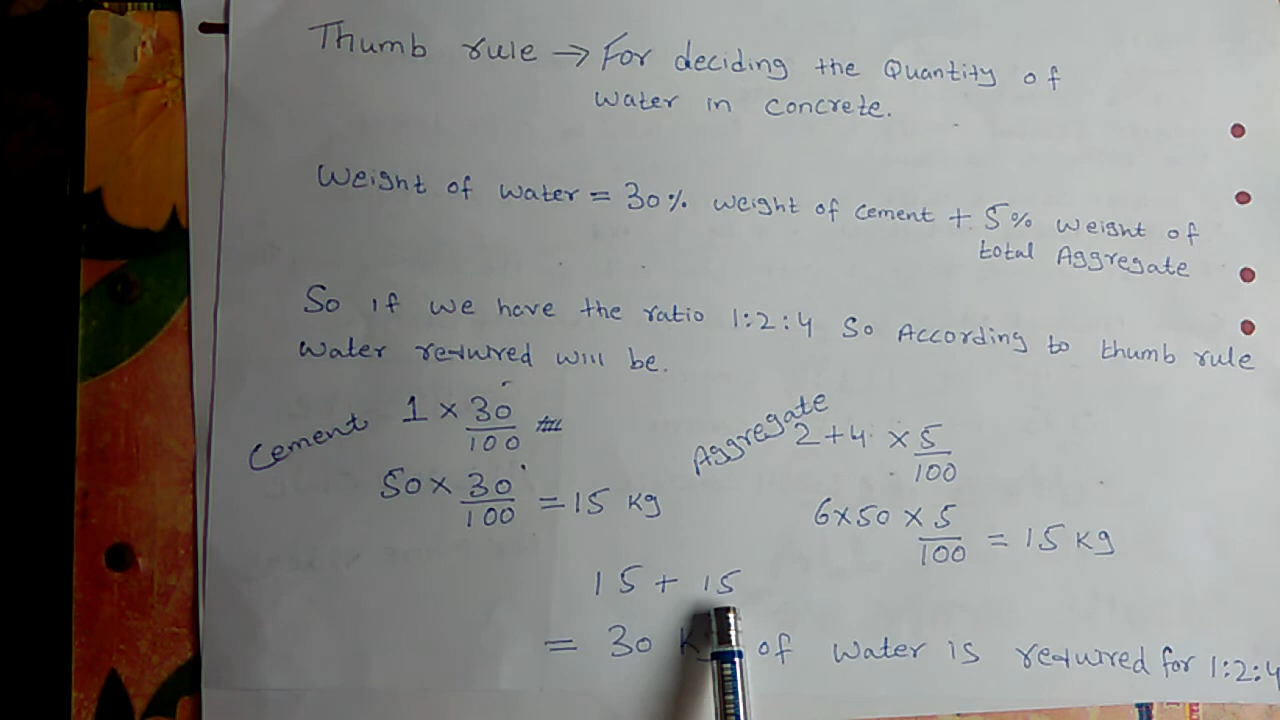 Thumb rule → For deciding the Quantity of
Water in Concrete.
Weight of water = 30% weight of cement + 5% weight of
total Aggregate
So if we have the ratio 1:2:4 So According to thumb rule
Water required will be.
Cement 1 × 30/100
Aggregate 2+4 × 5/100
50 × 30/100 = 15 Kg
6×50 × 5/100 = 15 Kg
15 + 15
= 30 of water is required for 1:2:4